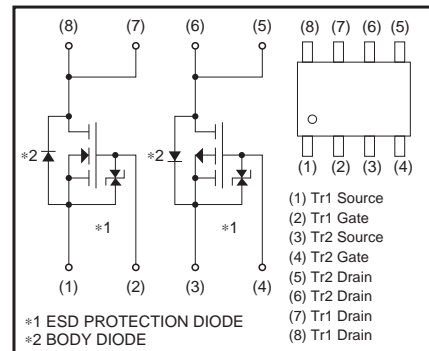 (8) (7) (6) (5)
(8) (7) (6) (5)
∗2 ∗2
∗1 ∗1
(1) (2) (3) (4)
(1) (2) (3) (4)
(1) Tr1 Source
(2) Tr1 Gate
(3) Tr2 Source
(4) Tr2 Gate
(5) Tr2 Drain
(6) Tr2 Drain
(7) Tr1 Drain
(8) Tr1 Drain
∗1 ESD PROTECTION DIODE
∗2 BODY DIODE